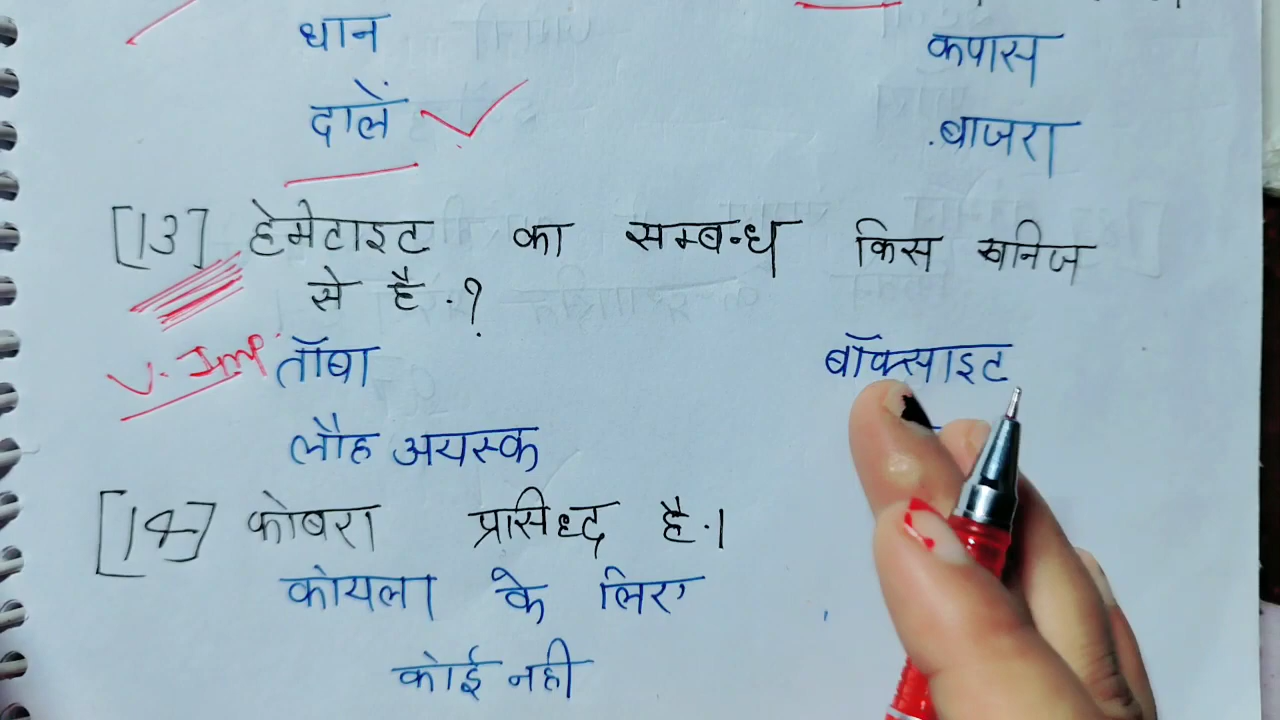 धान
कपास
दालें
.बाजरा
[13] हेमेटाइट का सम्बन्ध किस खनिज
से है.?
V. Imp. ताँबा बॉक्साइट
लौह अयस्क
[14] कोबरा प्रसिध्द है.।
कोयला के लिए
कोई नही